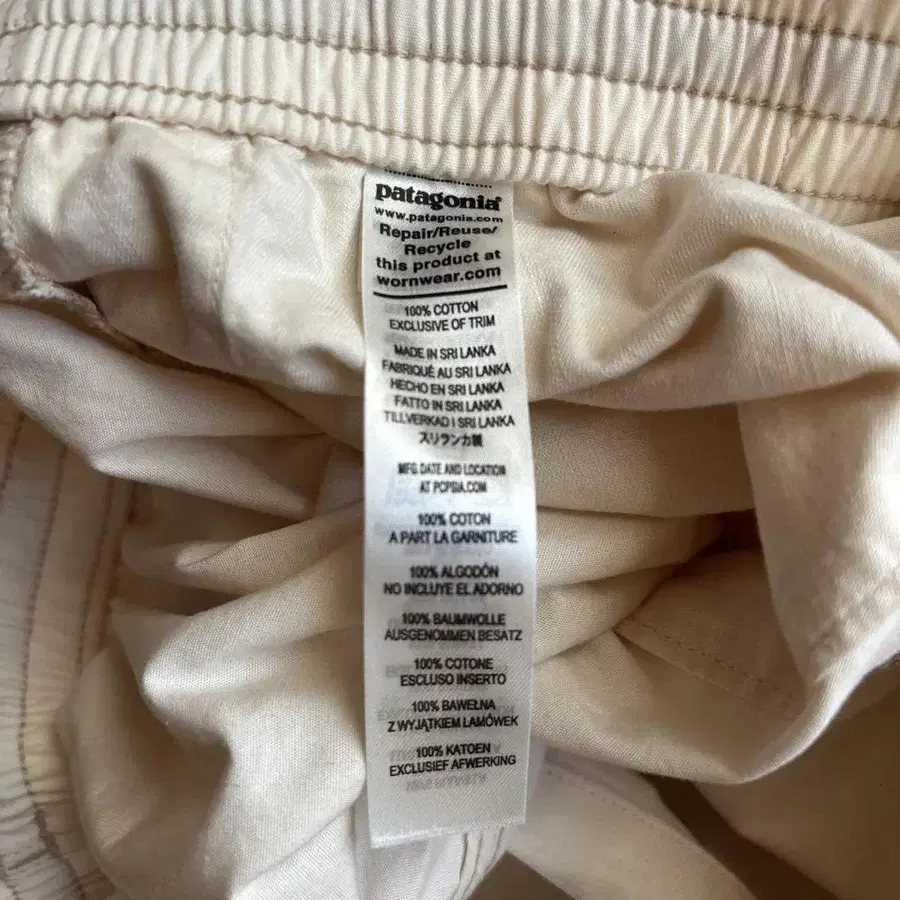 patagonia®
www.patagonia.com
Repair/Reuse/
Recycle
this product at
wornwear.com
100% COTTON
EXCLUSIVE OF TRIM
MADE IN SRI LANKA
FABRIQUÉ AU SRI LANKA
HECHO EN SRI LANKA
FATTO IN SRI LANKA
TILLVERKAD I SRI LANKA
スリランカ製
MFG DATE AND LOCATION
AT PCPSIA.COM
100% COTON
A PART LA GARNITURE
100% ALGODÓN
NO INCLUYE EL ADORNO
100% BAUMWOLLE
AUSGENOMMEN BESATZ
100% COTONE
ESCLUSO INSERTO
100% BAWEŁNA
Z WYJĄTKIEM LAMÓWEK
100% KATOEN
EXCLUSIEF AFWERKING